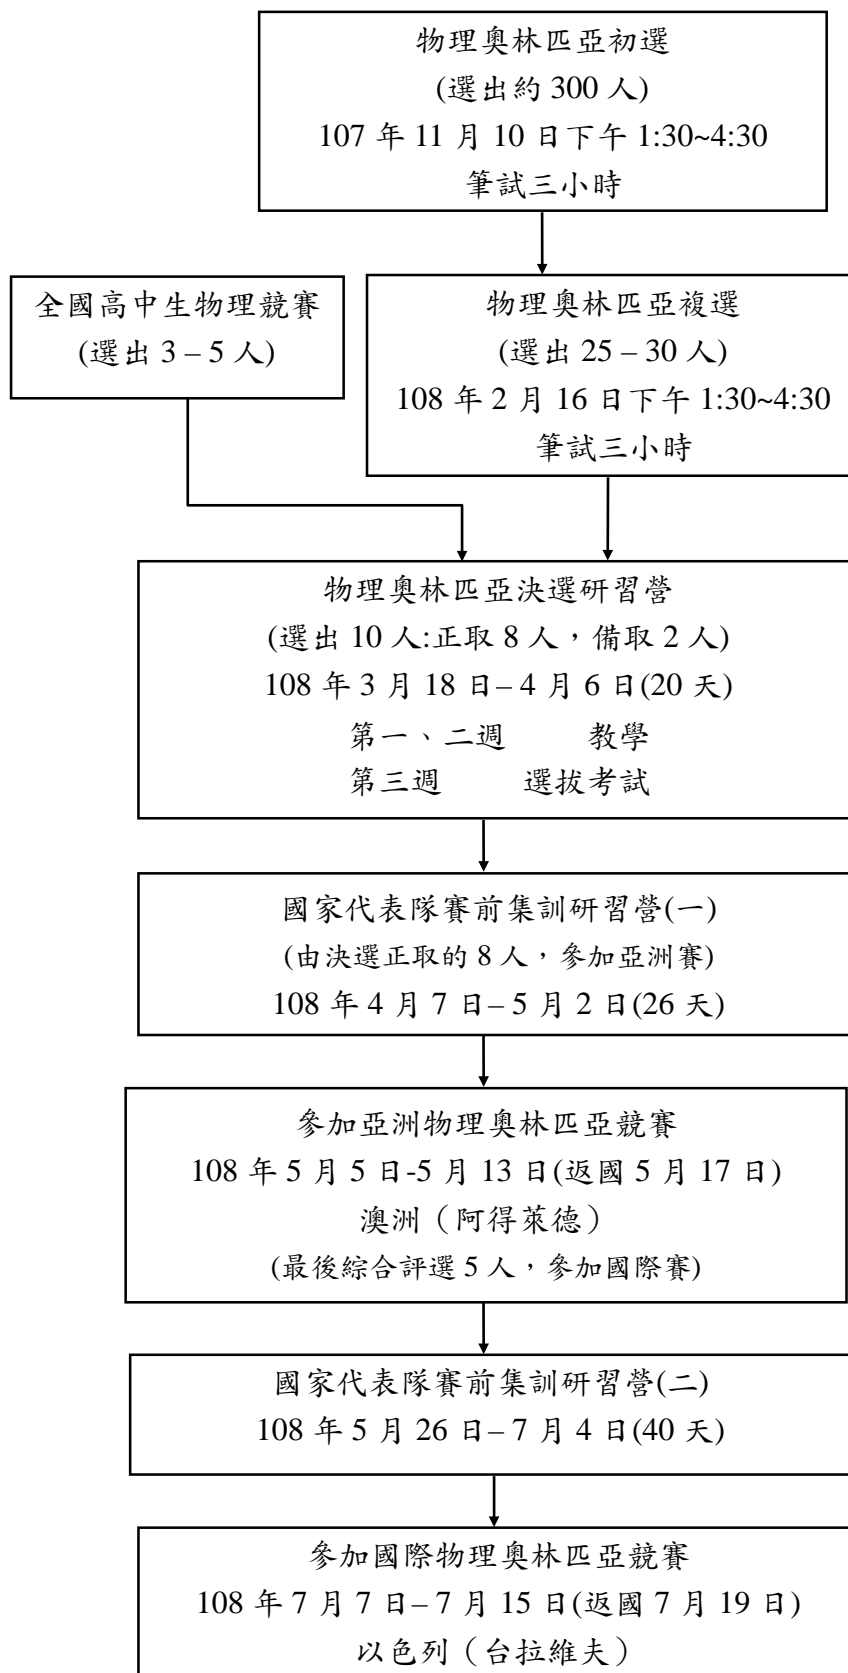 物理奧林匹亞初選
(選出約 300 人)
107 年 11 月 10 日下午 1:30~4:30
筆試三小時
全國高中生物理競賽
(選出 3 – 5 人)
物理奧林匹亞複選
(選出 25 – 30 人)
108 年 2 月 16 日下午 1:30~4:30
筆試三小時
物理奧林匹亞決選研習營
(選出 10 人:正取 8 人，備取 2 人)
108 年 3 月 18 日– 4 月 6 日(20 天)
第一、二週 教學
第三週 選拔考試
國家代表隊賽前集訓研習營(一)
(由決選正取的 8 人，參加亞洲賽)
108 年 4 月 7 日– 5 月 2 日(26 天)
參加亞洲物理奧林匹亞競賽
108 年 5 月 5 日-5 月 13 日(返國 5 月 17 日)
澳洲（阿得萊德）
(最後綜合評選 5 人，參加國際賽)
國家代表隊賽前集訓研習營(二)
108 年 5 月 26 日– 7 月 4 日(40 天)
參加國際物理奧林匹亞競賽
108 年 7 月 7 日– 7 月 15 日(返國 7 月 19 日)
以色列（台拉維夫）